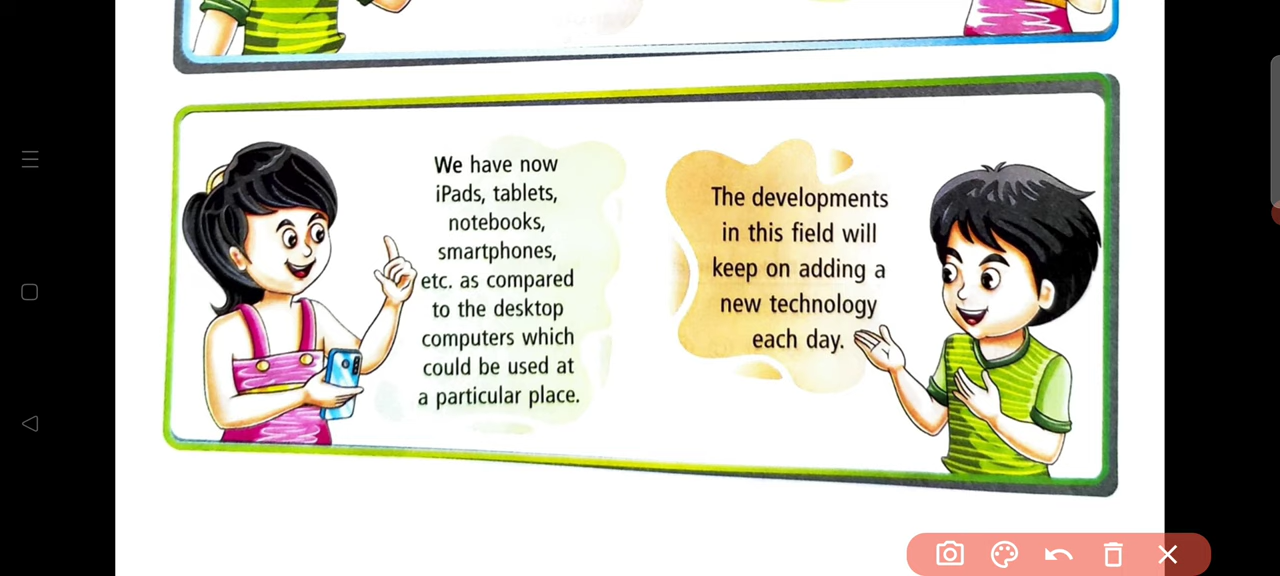 We have now
iPads, tablets,
notebooks,
smartphones,
etc. as compared
to the desktop
computers which
could be used at
a particular place.
The developments
in this field will
keep on adding a
new technology
each day.